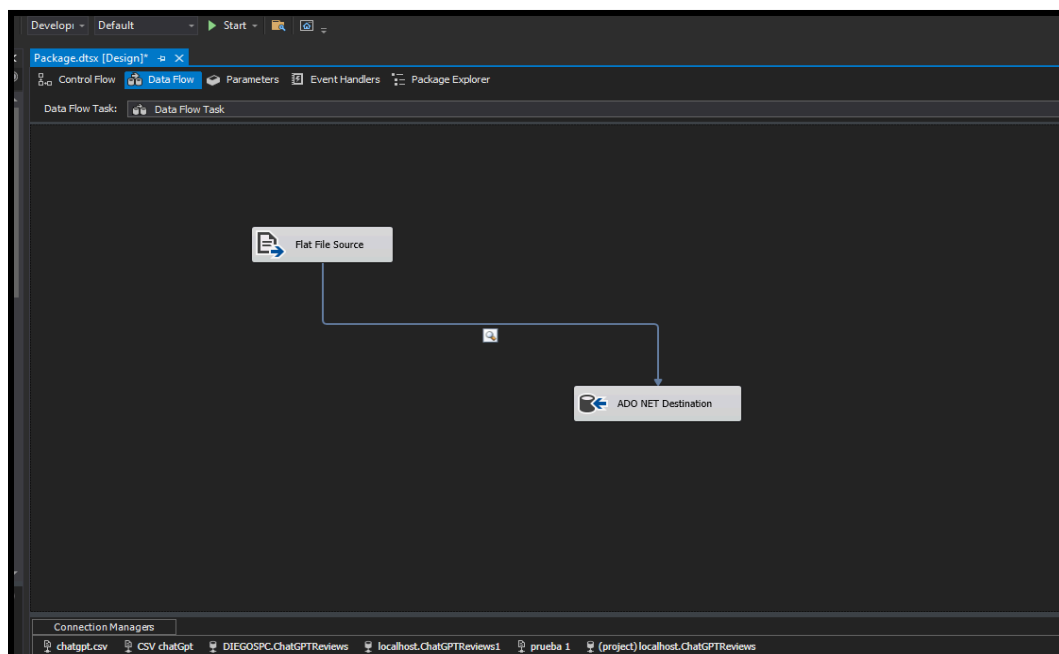 Develop Default Start
Package.dtsx [Design]*
Control Flow Data Flow Parameters Event Handlers Package Explorer
Data Flow Task: Data Flow Task
Flat File Source
ADO NET Destination
Connection Managers
chatgpt.csv CSV chatGpt DIEGOSPC.ChatGPTReviews localhost.ChatGPTReviews1 prueba 1 (project) localhost.ChatGPTReviews